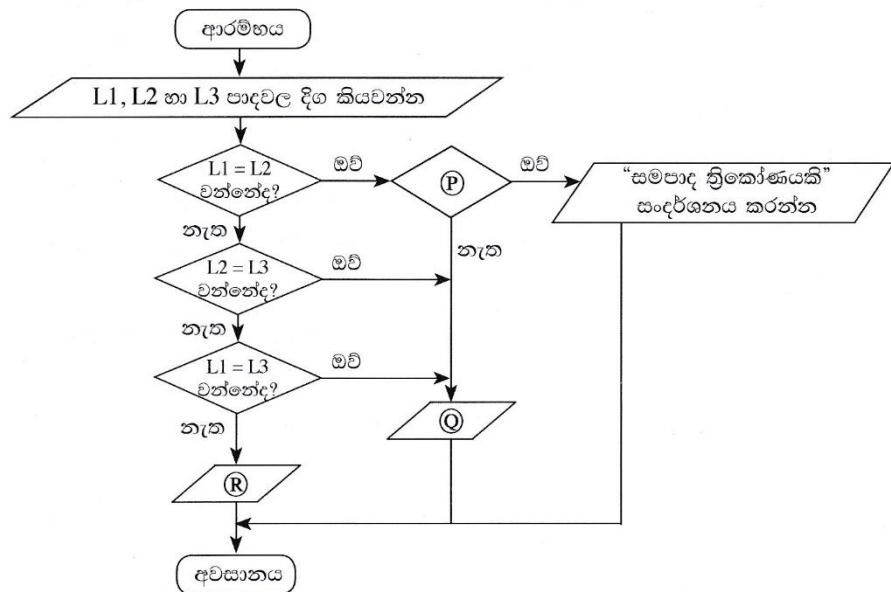 ආරම්භය
L1, L2 හා L3 පාදවල දිග කියවන්න
L1 = L2
වන්නේද?
ඔව්
P
ඔව්
“සමපාද ත්‍රිකෝණයකි”
සංදර්ශනය කරන්න
නැත
නැත
L2 = L3
වන්නේද?
ඔව්
නැත
L1 = L3
වන්නේද?
ඔව්
නැත
Q
R
අවසානය